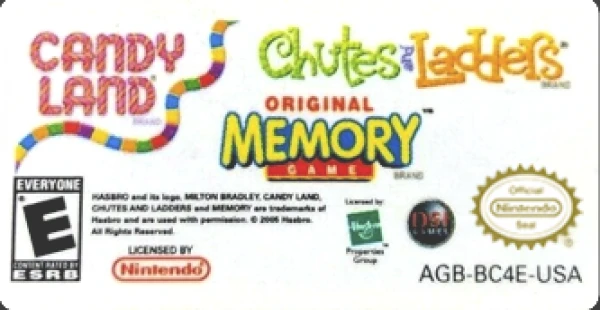 CANDY
LAND
BRAND
Chutes and Ladders™
BRAND
ORIGINAL
MEMORY™
GAME
BRAND
EVERYONE
E
CONTENT RATED BY
ESRB
HASBRO and its logo, MILTON BRADLEY, CANDY LAND,
CHUTES AND LADDERS and MEMORY are trademarks of
Hasbro and are used with permission. © 2005 Hasbro.
All Rights Reserved.
LICENSED BY
Nintendo®
Licensed by:
Hasbro
Properties
Group
DSI
GAMES
Official
Nintendo
Seal
AGB-BC4E-USA